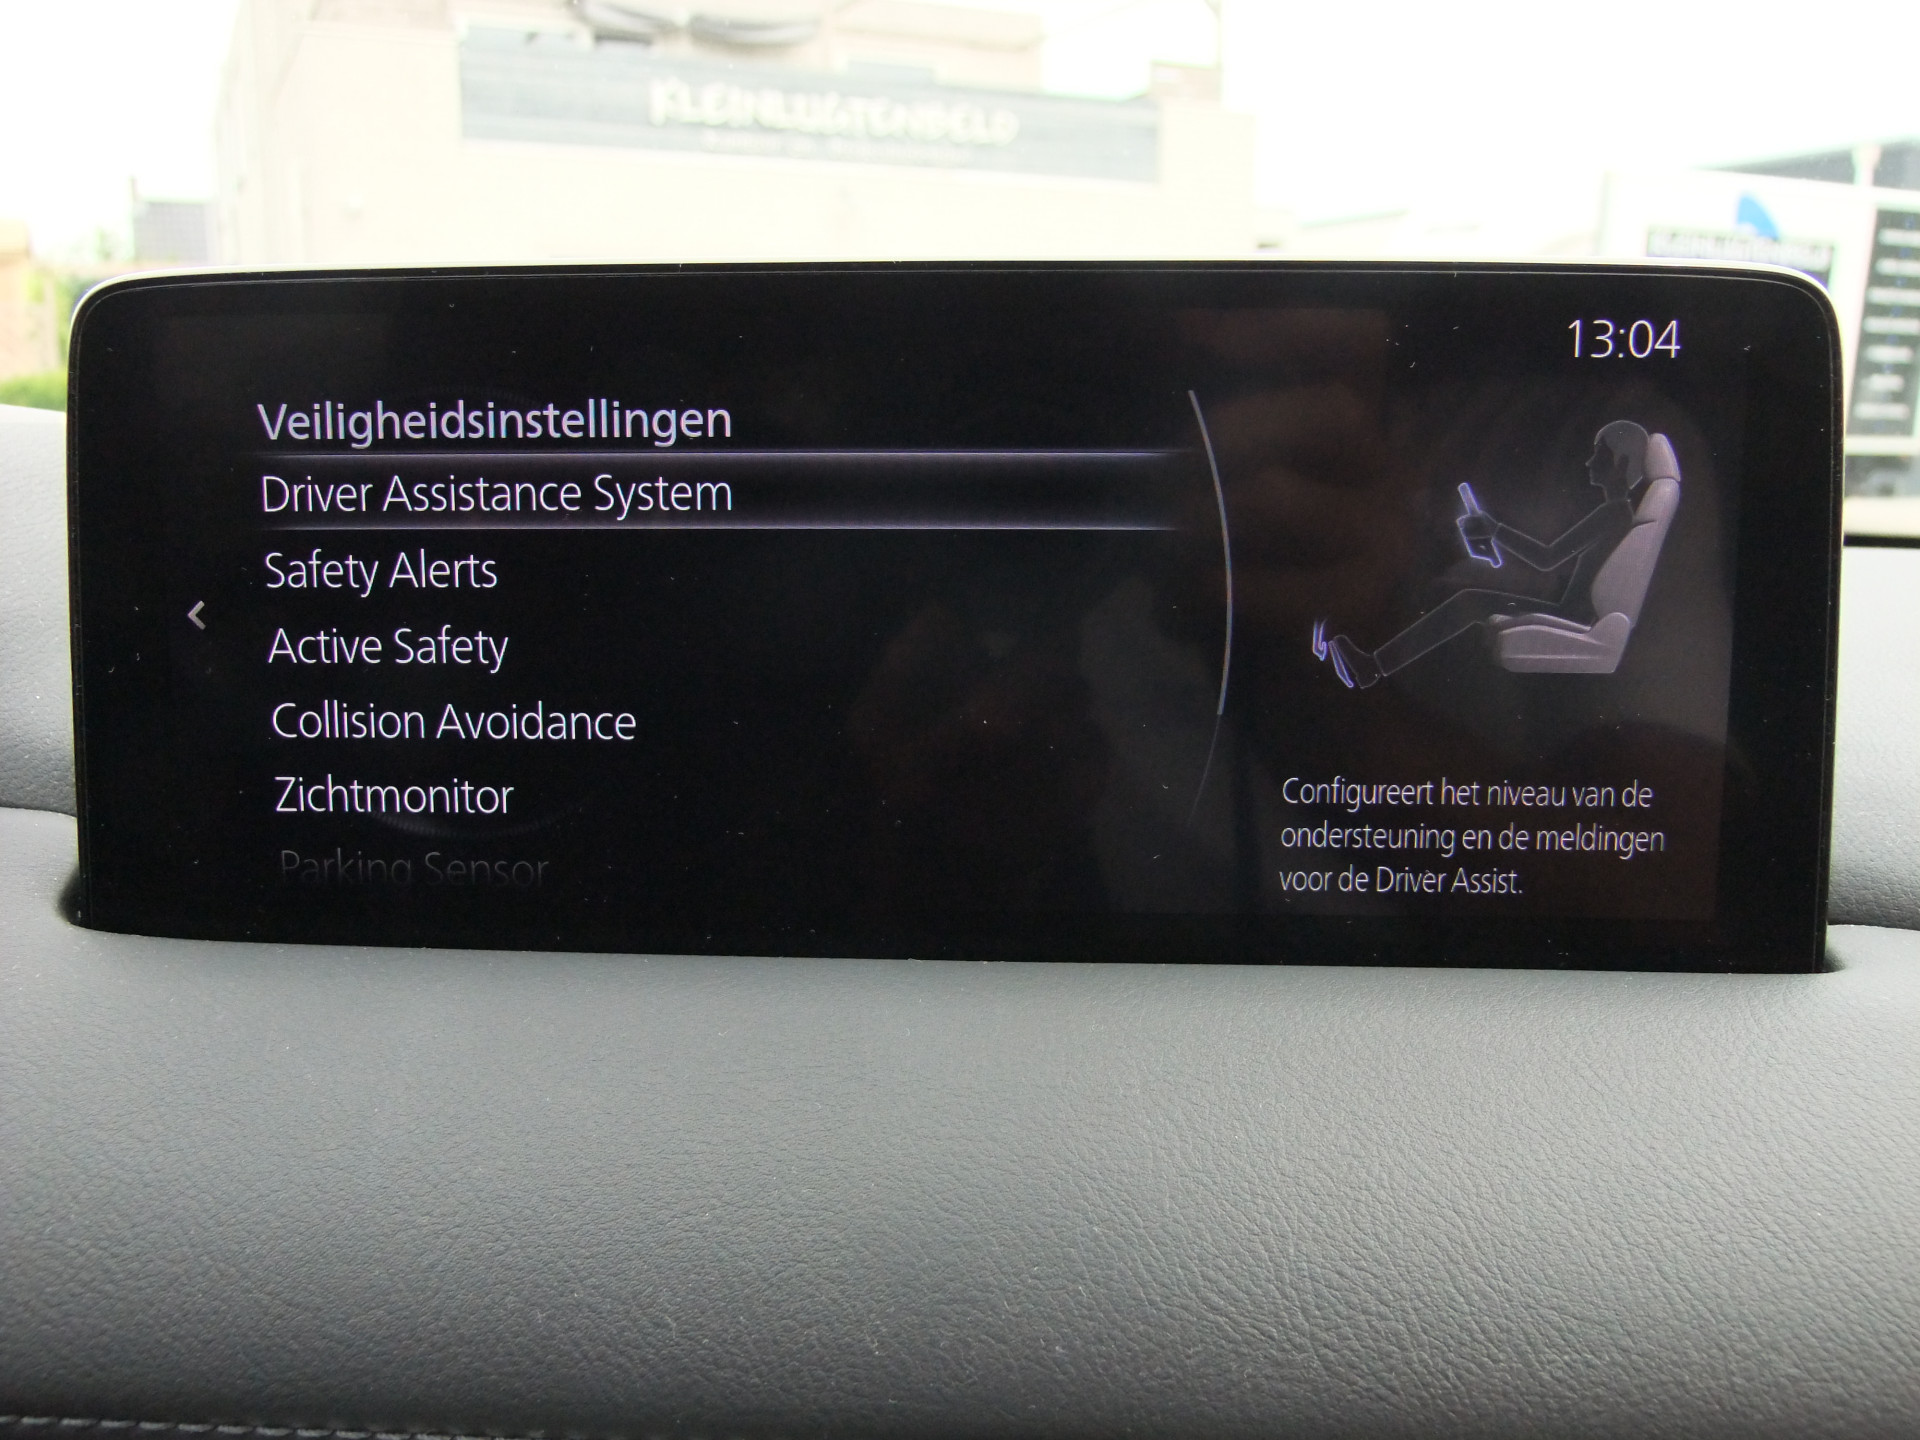 KLEINLUGTENBELD
13:04
Veiligheidsinstellingen
Driver Assistance System
Safety Alerts
Active Safety
Collision Avoidance
Zichtmonitor
Parking Sensor
Configureert het niveau van de
ondersteuning en de meldingen
voor de Driver Assist.